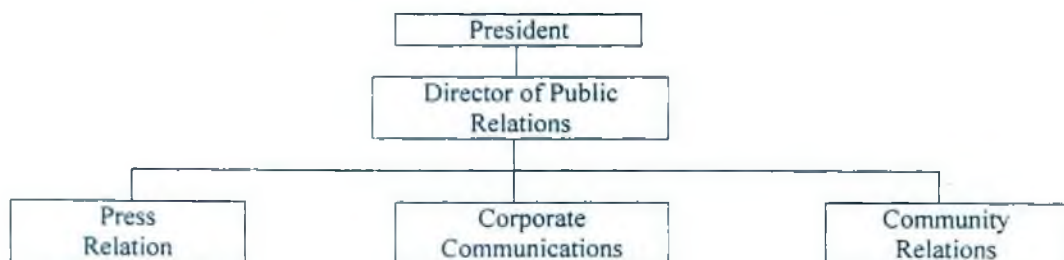 President
Director of Public
Relations
Press
Relation
Corporate
Communications
Community
Relations